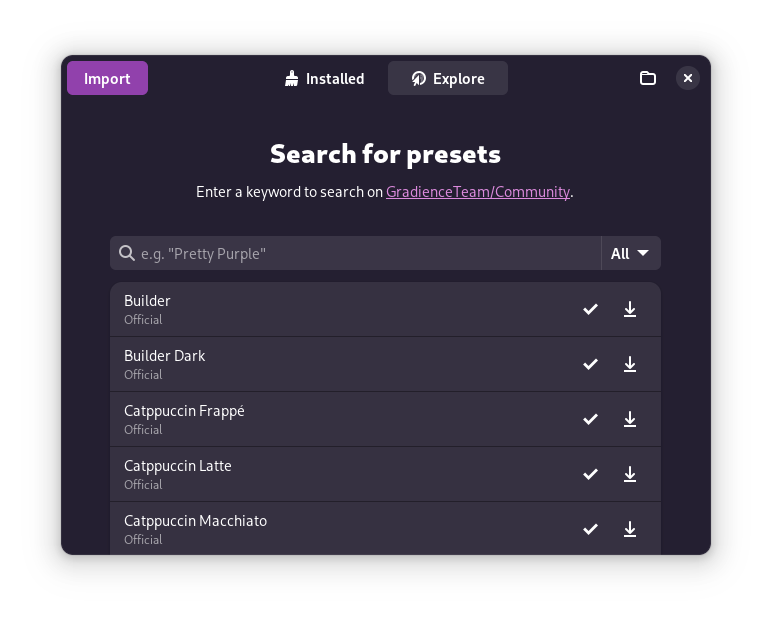 Import
Installed
Explore
Search for presets
Enter a keyword to search on GradienceTeam/Community.
e.g. "Pretty Purple"
All
Builder
Official
Builder Dark
Official
Catppuccin Frappé
Official
Catppuccin Latte
Official
Catppuccin Macchiato
Official